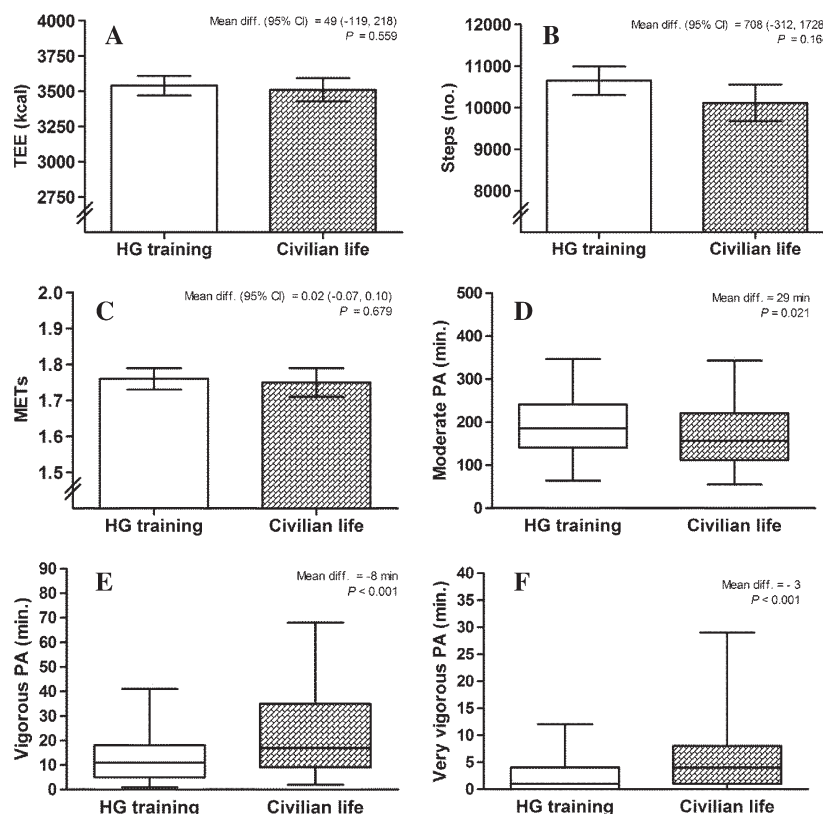 A
Mean diff. (95% CI) = 49 (-119, 218)
P = 0.559
TEE (kcal)
4000
3750
3500
3250
3000
2750
HG training
Civilian life
B
Mean diff. (95% CI) = 708 (-312, 1728
P = 0.16
Steps (no.)
12000
11000
10000
9000
8000
HG training
Civilian life
C
Mean diff. (95% CI) = 0.02 (-0.07, 0.10)
P = 0.679
METs
2.0
1.9
1.8
1.7
1.6
1.5
HG training
Civilian life
D
Mean diff. = 29 min
P = 0.021
Moderate PA (min.)
500
400
300
200
100
0
HG training
Civilian life
E
Mean diff. = -8 min
P < 0.001
Vigorous PA (min.)
90
80
70
60
50
40
30
20
10
0
HG training
Civilian life
F
Mean diff. = - 3
P < 0.001
Very vigorous PA (min.)
40
35
30
25
20
15
10
5
0
HG training
Civilian life